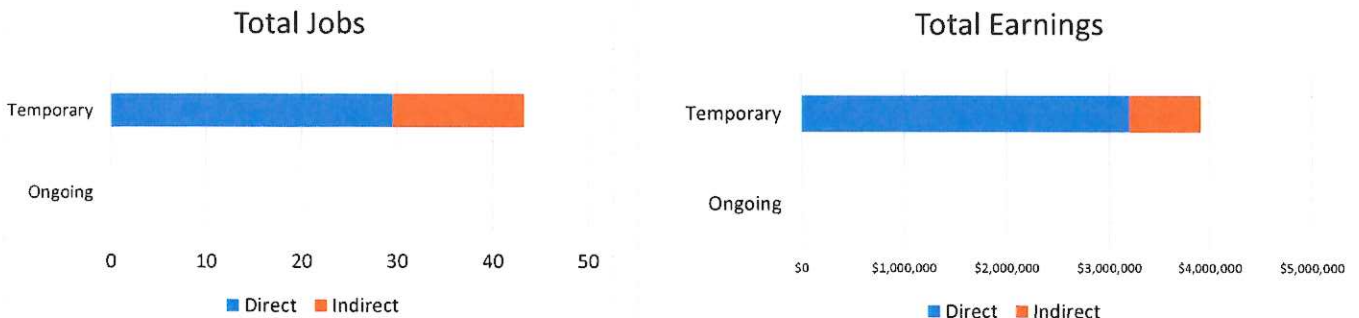 Total Jobs
Temporary
Ongoing
0 10 20 30 40 50
Direct Indirect
Total Earnings
Temporary
Ongoing
$0 $1,000,000 $2,000,000 $3,000,000 $4,000,000 $5,000,000
Direct Indirect